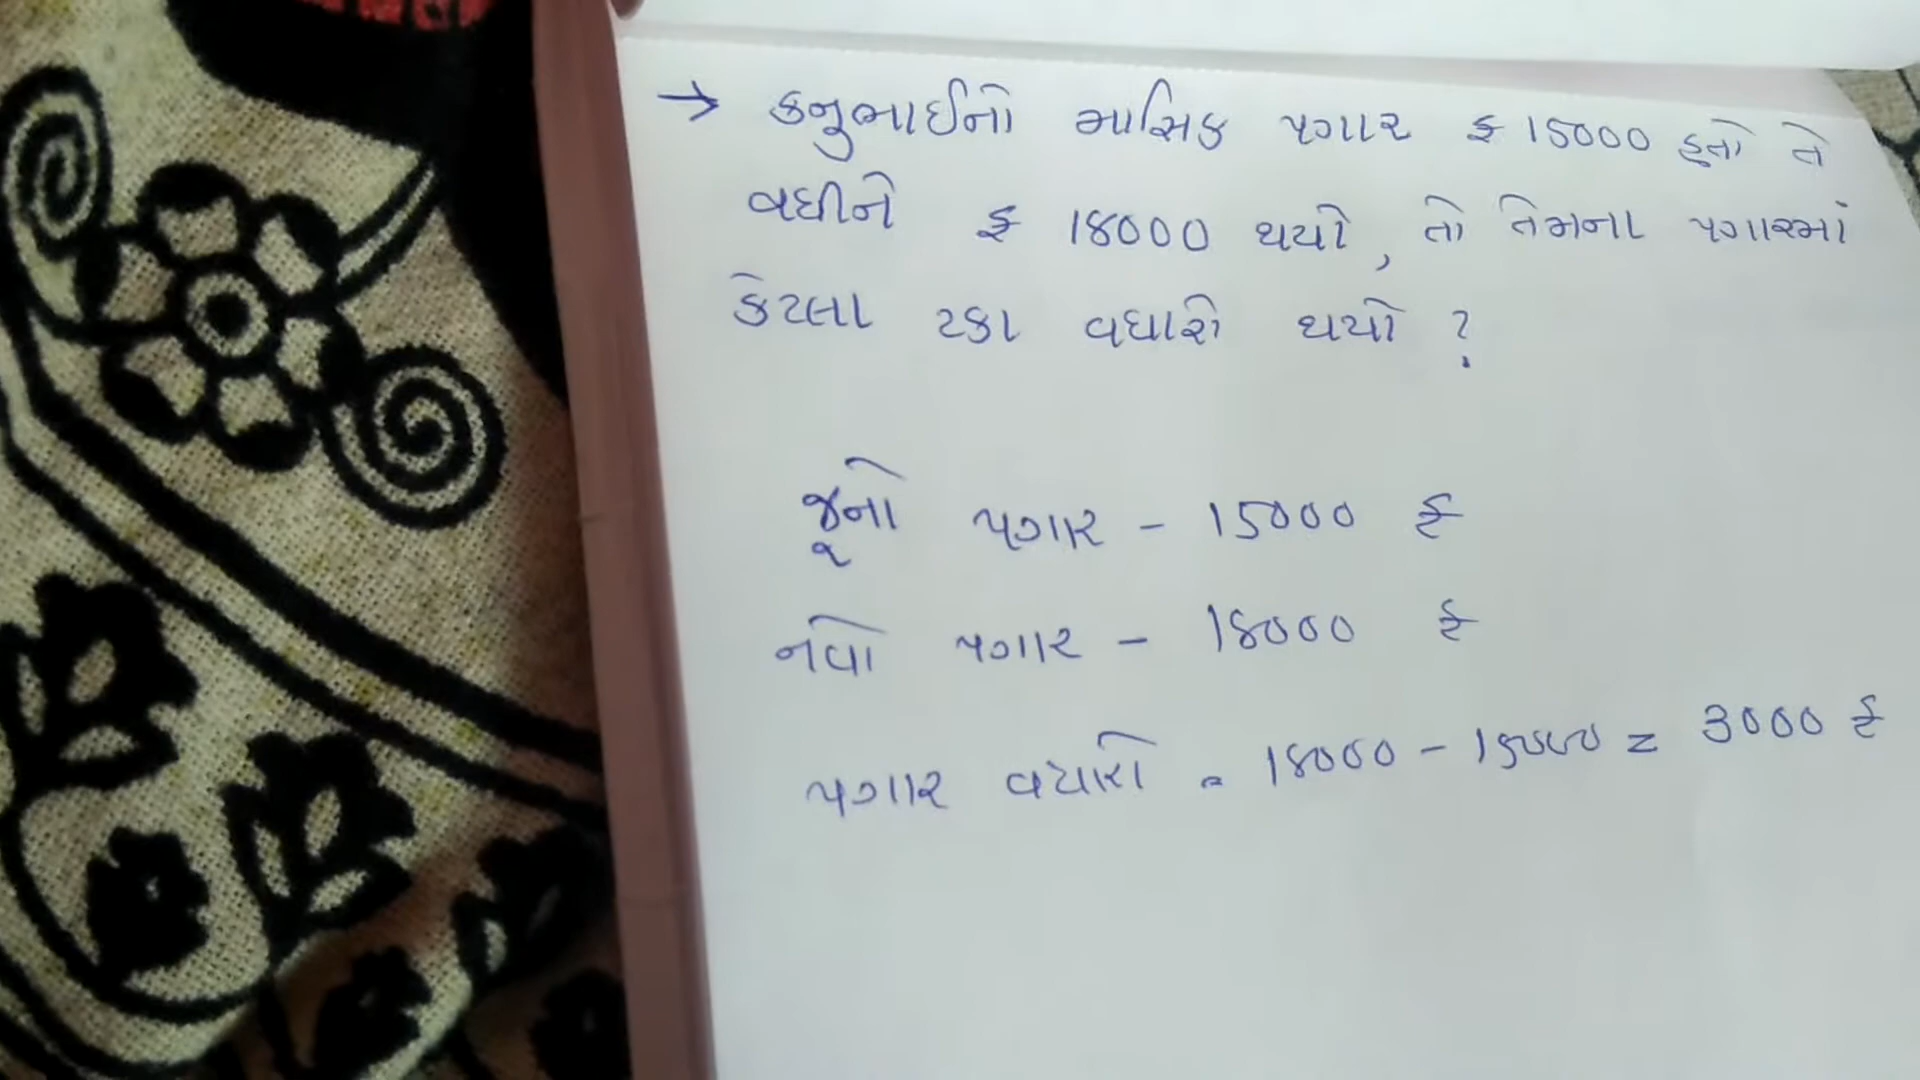 → કનુભાઈનો માસિક પગાર ₹ 15000 હતો તે
વધીને ₹ 18000 થયો, તો તેમના પગારમાં
કેટલા ટકા વધારો થયો ?
જૂનો પગાર - 15000 ₹
નવો પગાર - 18000 ₹
પગાર વધારો = 18000 - 15000 = 3000 ₹